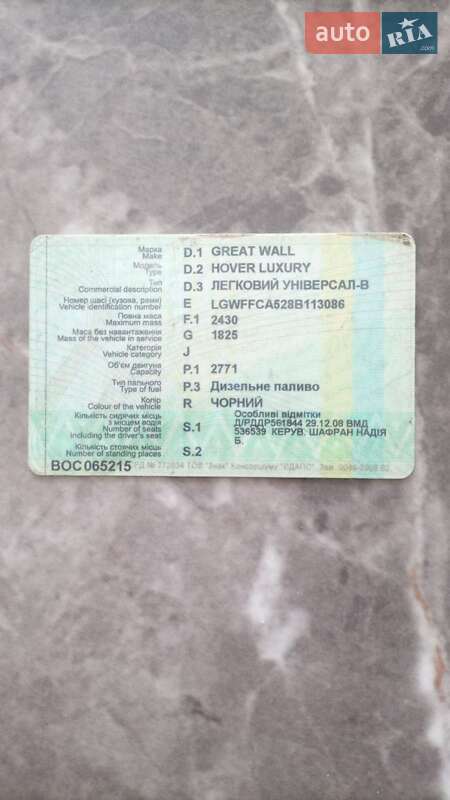 auto RIA.com
Марка
Make D.1 GREAT WALL
Модель
Type D.2 HOVER LUXURY
Тип
Commercial description D.3 ЛЕГКОВИЙ УНІВЕРСАЛ-В
Номер шасі (кузова, рами)
Vehicle identification number E LGWFFCA528B113086
Повна маса
Maximum mass F.1 2430
Маса без навантаження
Mass of the vehicle in service G 1825
Категорія
Vehicle category J
Об'єм двигуна
Capacity P.1 2771
Тип пального
Type of fuel P.3 Дизельне паливо
Колір
Colour of the vehicle R ЧОРНИЙ
Кількість сидячих місць
з місцем водія
Number of seats
including the driver's seat S.1
Особливі відмітки
Д/РДДР561844 29.12.08 ВМД
536539 КЕРУВ. ШАФРАН НАДІЯ
Б.
Кількість стоячих місць
Number of standing places S.2
ВОС 065215